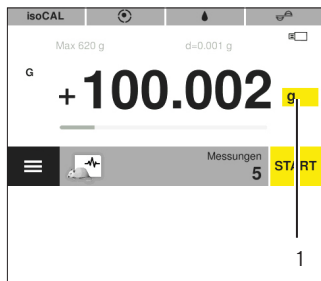 isoCAL
Max 620 g d=0.001 g
G
+100.002 g
Messungen
5
START
1